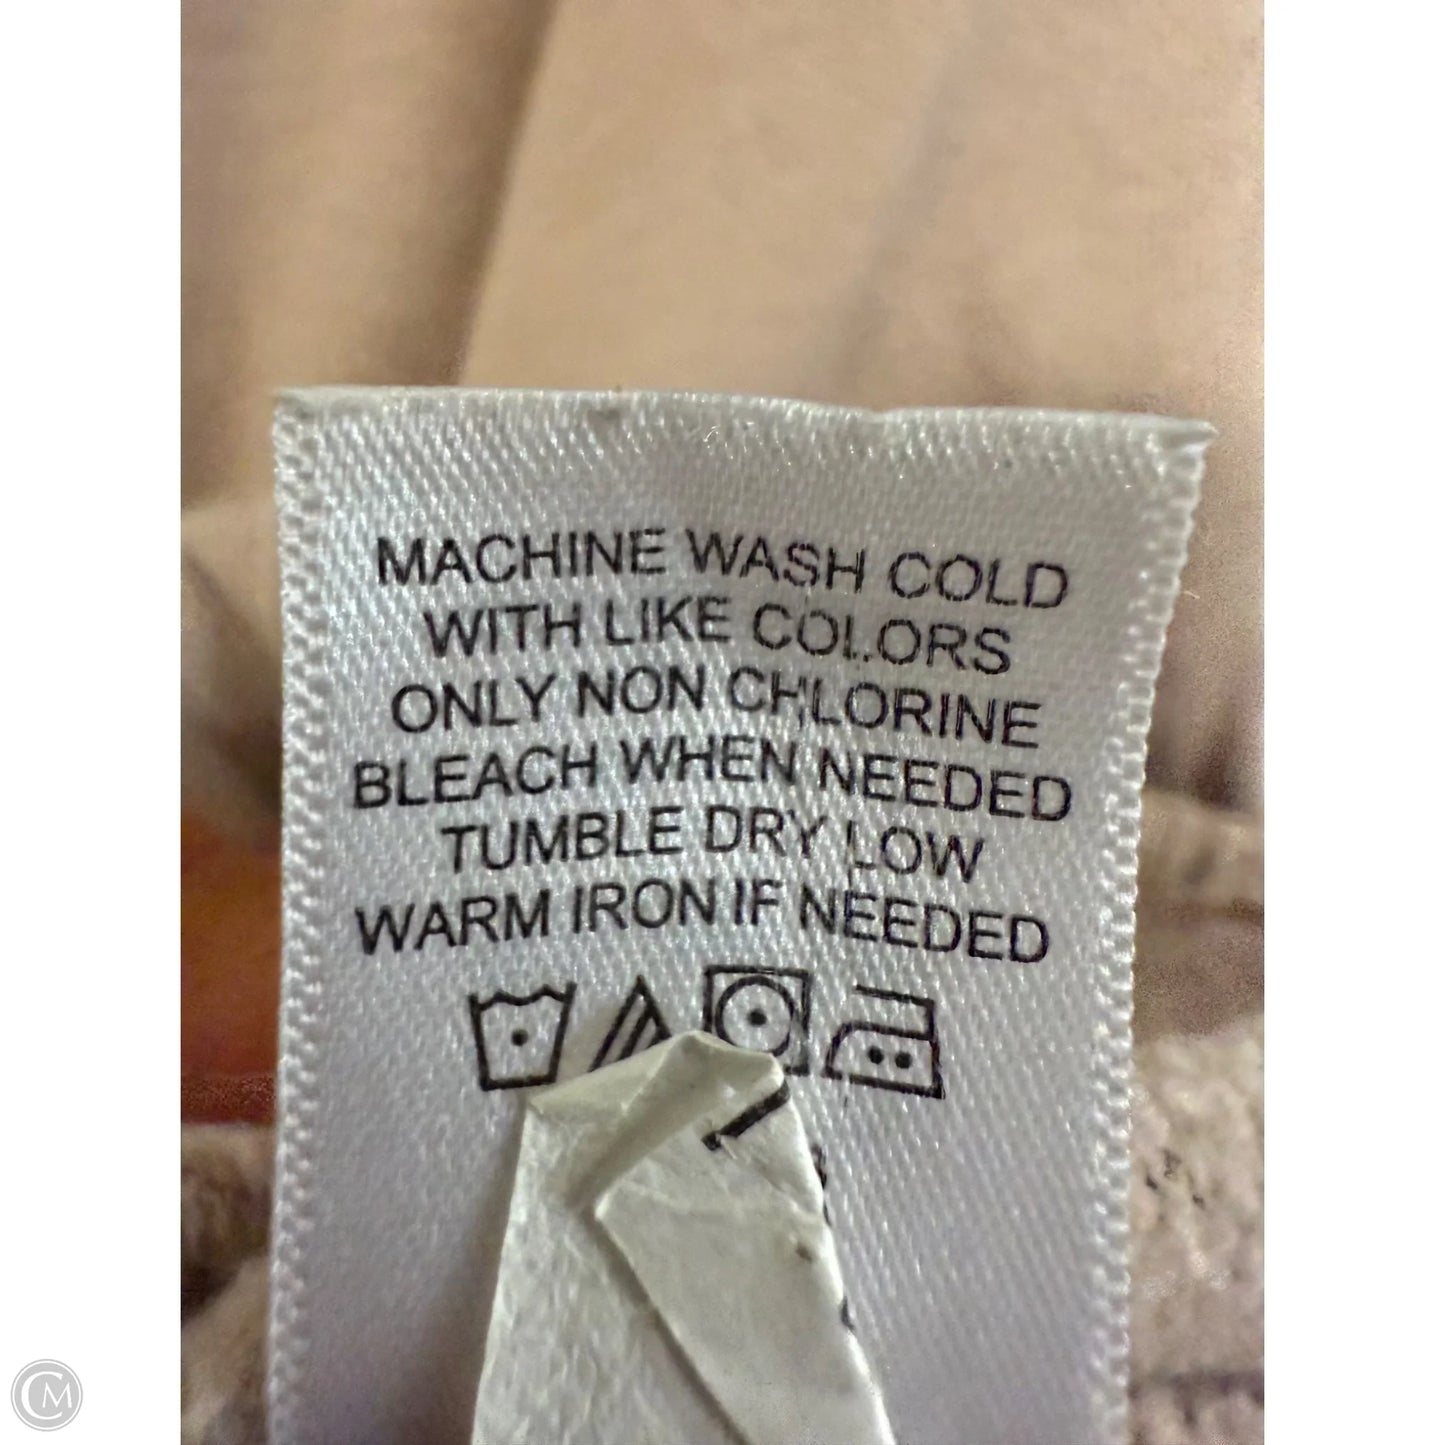 MACHINE WASH COLD
WITH LIKE COLORS
ONLY NON CHLORINE
BLEACH WHEN NEEDED
TUMBLE DRY LOW
WARM IRON IF NEEDED
CM